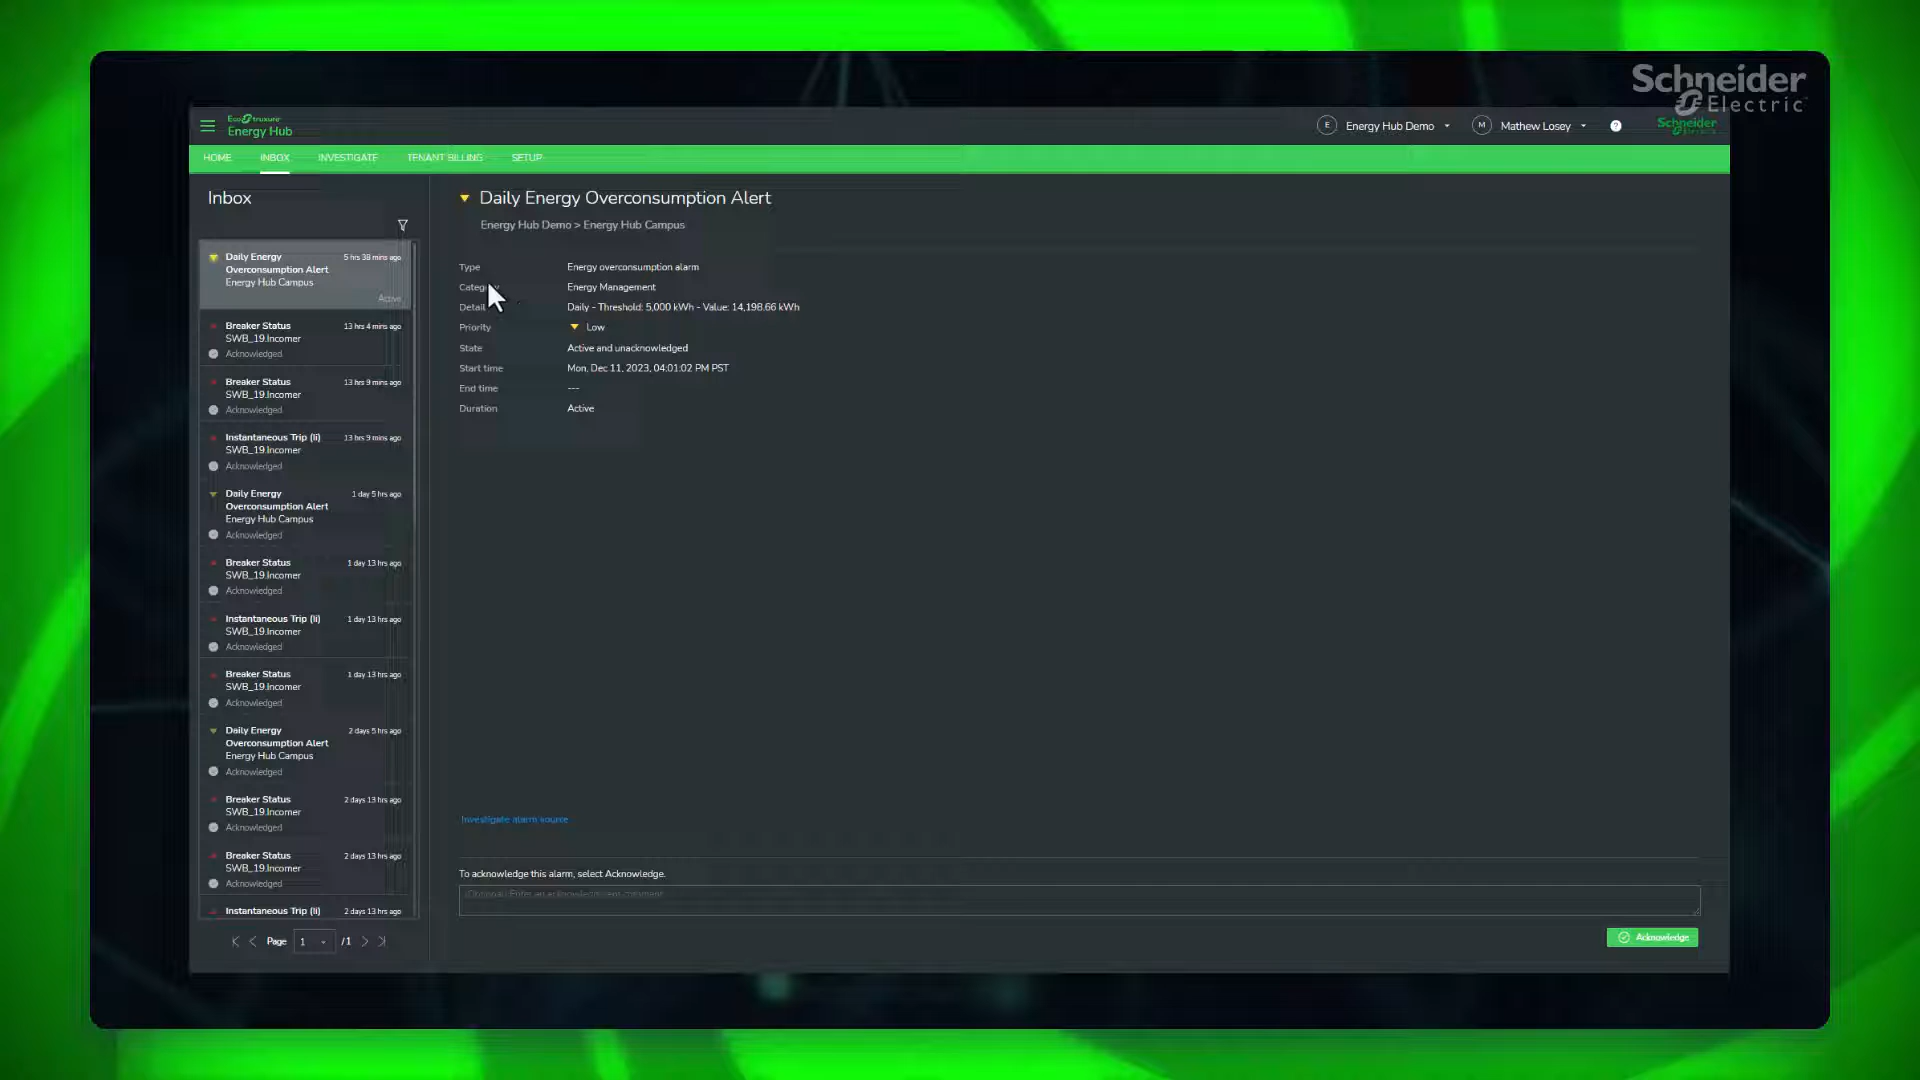 Schneider
Electric
EcoStruxure
Energy Hub
E Energy Hub Demo
M Mathew Losey
?
Schneider
Electric
HOME INBOX INVESTIGATE TENANT BILLING SETUP
Inbox
Daily Energy Overconsumption Alert
5 hrs 38 mins ago
Energy Hub Campus
Active
Breaker Status 13 hrs 4 mins ago
SWB_19.Incomer
Acknowledged
Breaker Status 13 hrs 9 mins ago
SWB_19.Incomer
Acknowledged
Instantaneous Trip (Ii) 13 hrs 9 mins ago
SWB_19.Incomer
Acknowledged
Daily Energy 1 day 5 hrs ago
Overconsumption Alert
Energy Hub Campus
Acknowledged
Breaker Status 1 day 13 hrs ago
SWB_19.Incomer
Acknowledged
Instantaneous Trip (Ii) 1 day 13 hrs ago
SWB_19.Incomer
Acknowledged
Breaker Status 1 day 13 hrs ago
SWB_19.Incomer
Acknowledged
Daily Energy 2 days 5 hrs ago
Overconsumption Alert
Energy Hub Campus
Acknowledged
Breaker Status 2 days 13 hrs ago
SWB_19.Incomer
Acknowledged
Breaker Status 2 days 13 hrs ago
SWB_19.Incomer
Acknowledged
Instantaneous Trip (Ii) 2 days 13 hrs ago
Page 1 / 1
Daily Energy Overconsumption Alert
Energy Hub Demo > Energy Hub Campus
Type Energy overconsumption alarm
Category Energy Management
Detail Daily - Threshold: 5,000 kWh - Value: 14,198.66 kWh
Priority Low
State Active and unacknowledged
Start time Mon, Dec 11, 2023, 04:01:02 PM PST
End time ---
Duration Active
Investigate alarm source
To acknowledge this alarm, select Acknowledge.
(Optional) Enter an acknowledgement comment
Acknowledge